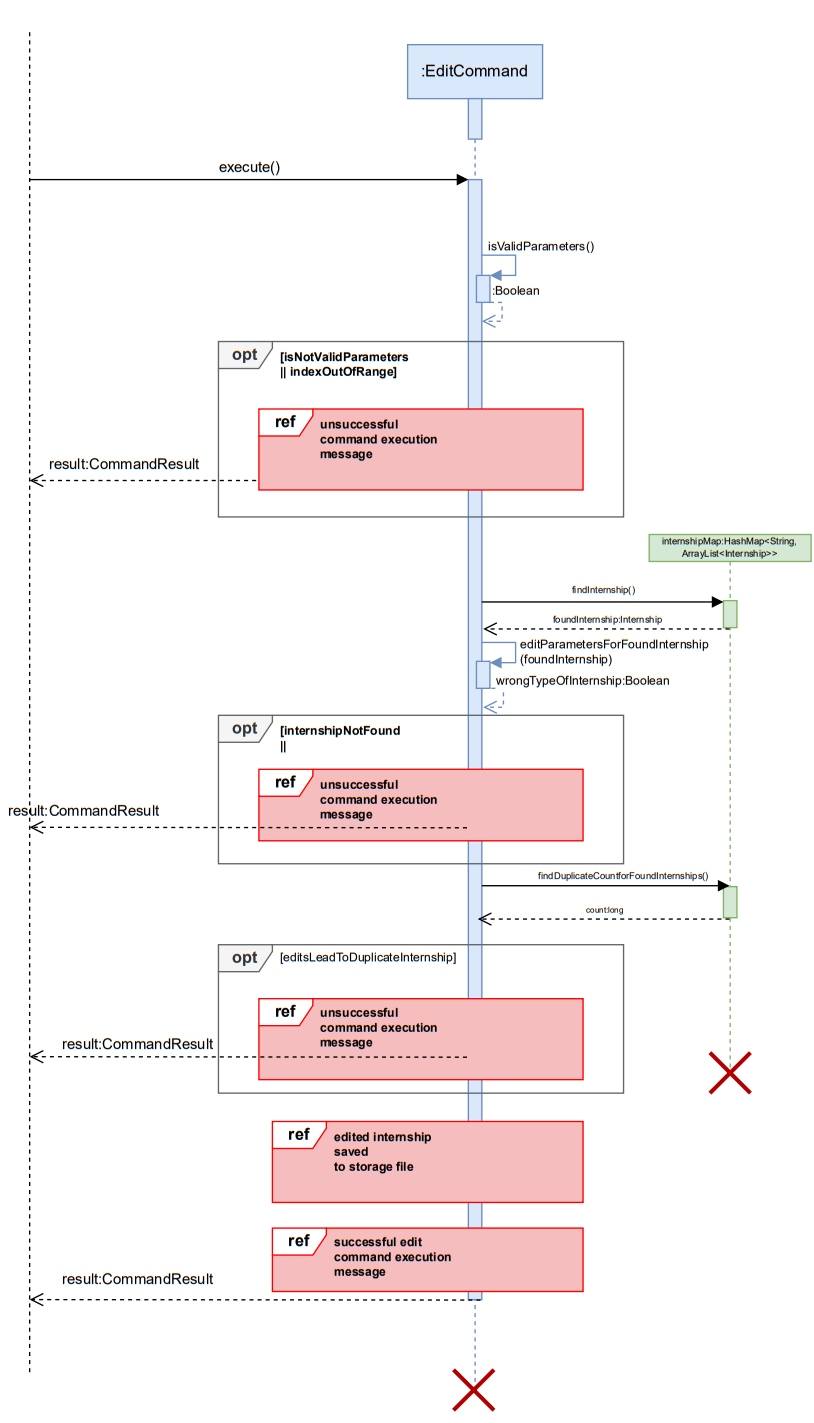 :EditCommand
execute()
isValidParameters()
:Boolean
opt
[isNotValidParameters
|| indexOutOfRange]
ref
unsuccessful
command execution
message
result:CommandResult
internshipMap:HashMap<String,
ArrayList<Internship>>
findInternship()
foundInternship:Internship
editParametersForFoundInternship
(foundInternship)
wrongTypeOfInternship:Boolean
opt
[internshipNotFound
||
ref
unsuccessful
command execution
message
result:CommandResult
findDuplicateCountforFoundInternships()
count:long
opt
[editsLeadToDuplicateInternship]
ref
unsuccessful
command execution
message
result:CommandResult
ref
edited internship
saved
to storage file
ref
successful edit
command execution
message
result:CommandResult